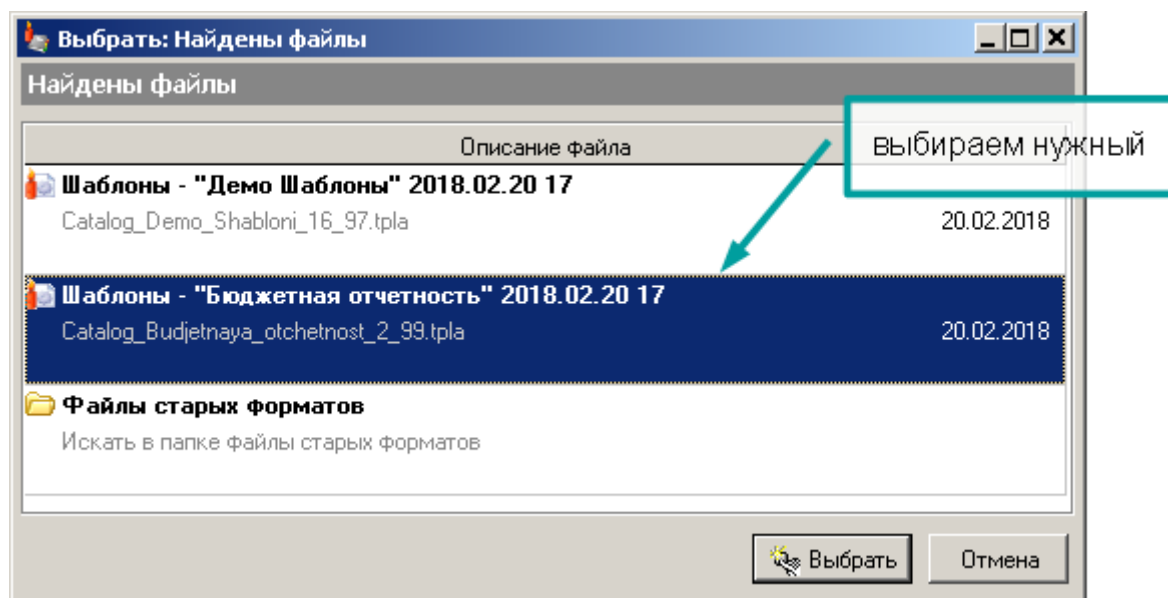 Выбрать: Найдены файлы
Найдены файлы
Описание файла
выбираем нужный
Шаблоны - "Демо Шаблоны" 2018.02.20 17
Catalog_Demo_Shabloni_16_97.tpla 20.02.2018
Шаблоны - "Бюджетная отчетность" 2018.02.20 17
Catalog_Budjetnaya_otchetnost_2_99.tpla 20.02.2018
Файлы старых форматов
Искать в папке файлы старых форматов
Выбрать Отмена